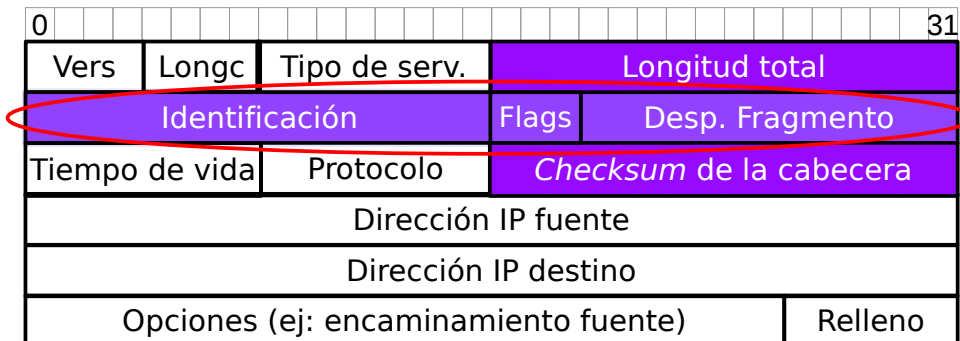 0 31
Vers Longc Tipo de serv. Longitud total
Identificación Flags Desp. Fragmento
Tiempo de vida Protocolo Checksum de la cabecera
Dirección IP fuente
Dirección IP destino
Opciones (ej: encaminamiento fuente) Relleno